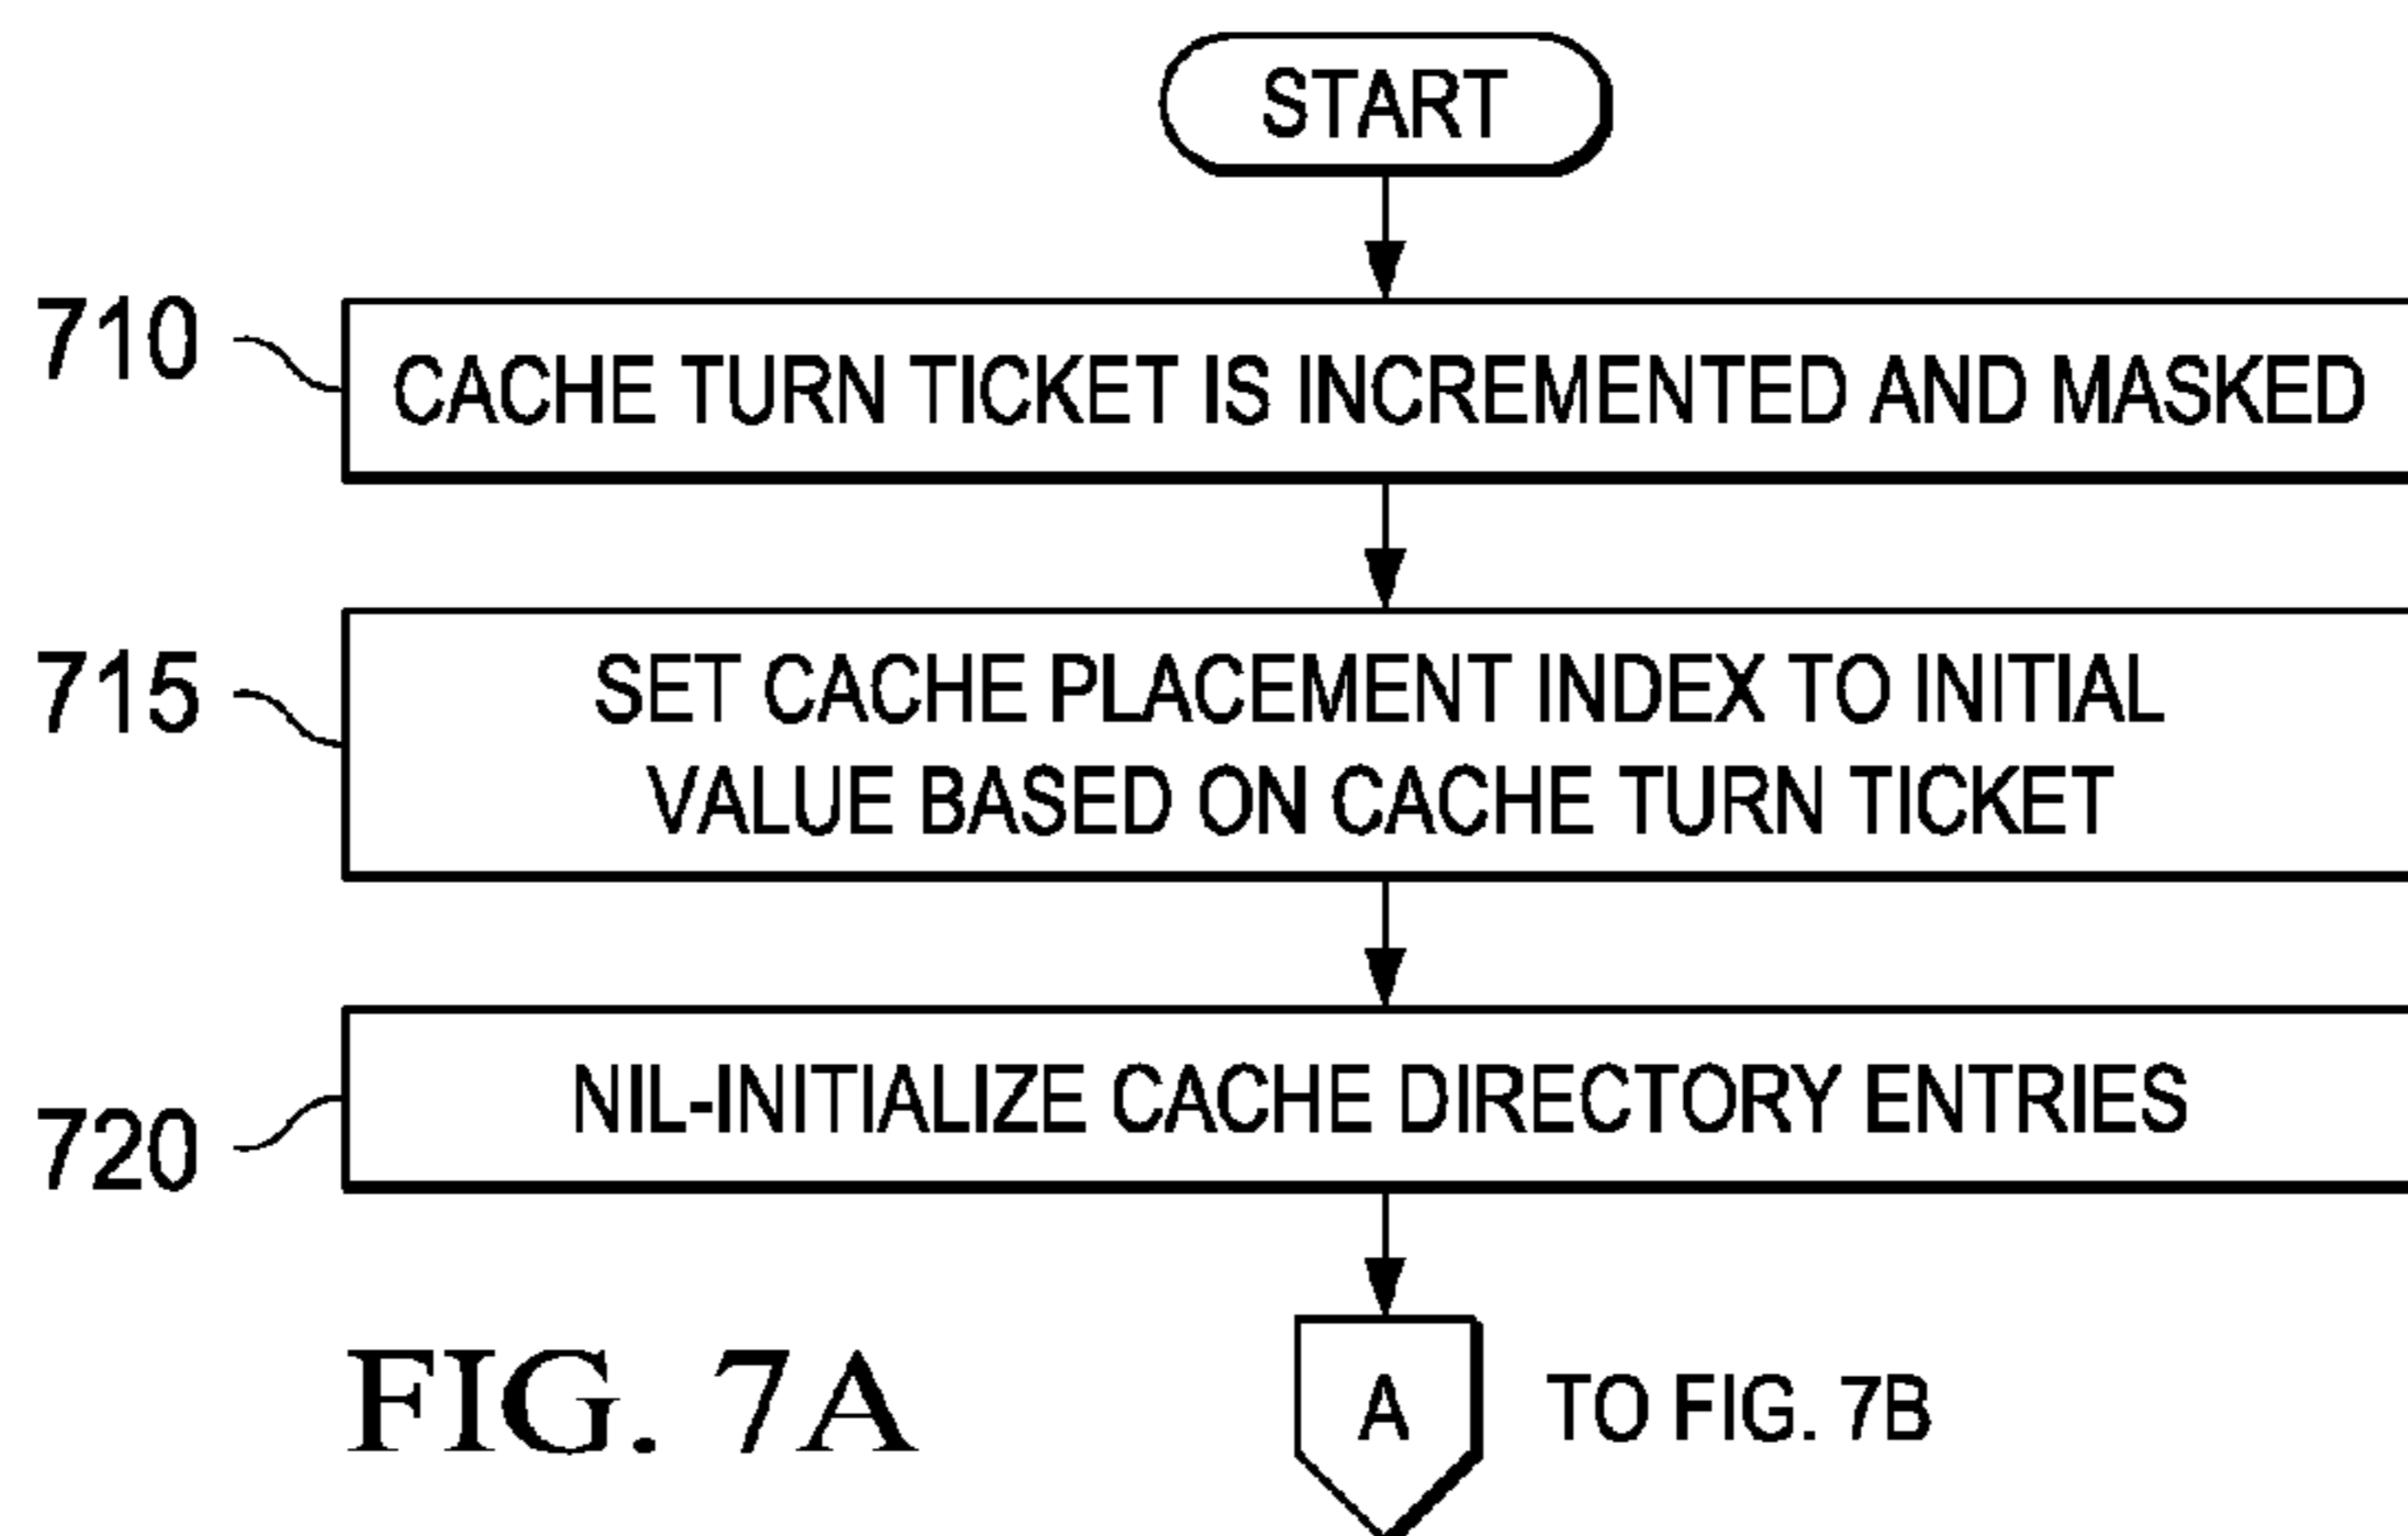 START
710
CACHE TURN TICKET IS INCREMENTED AND MASKED
715
SET CACHE PLACEMENT INDEX TO INITIAL
VALUE BASED ON CACHE TURN TICKET
720
NIL-INITIALIZE CACHE DIRECTORY ENTRIES
FIG. 7A
A
TO FIG. 7B